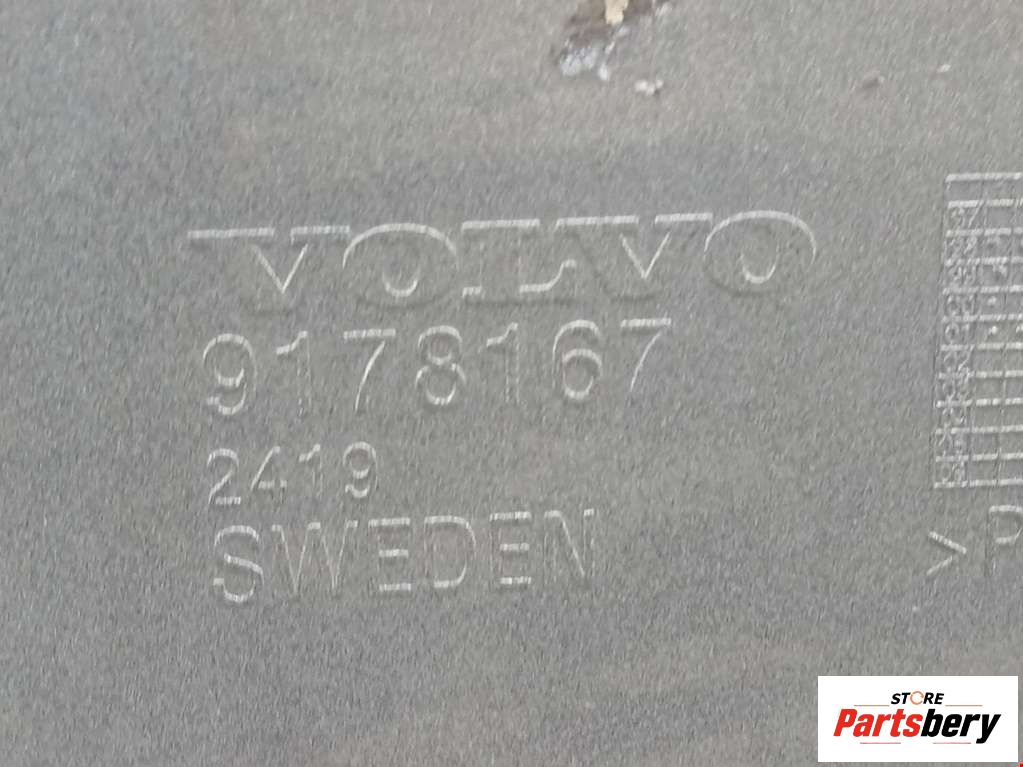 VOLVO
9178167
2419
SWEDEN
>P
STORE
Partsbery